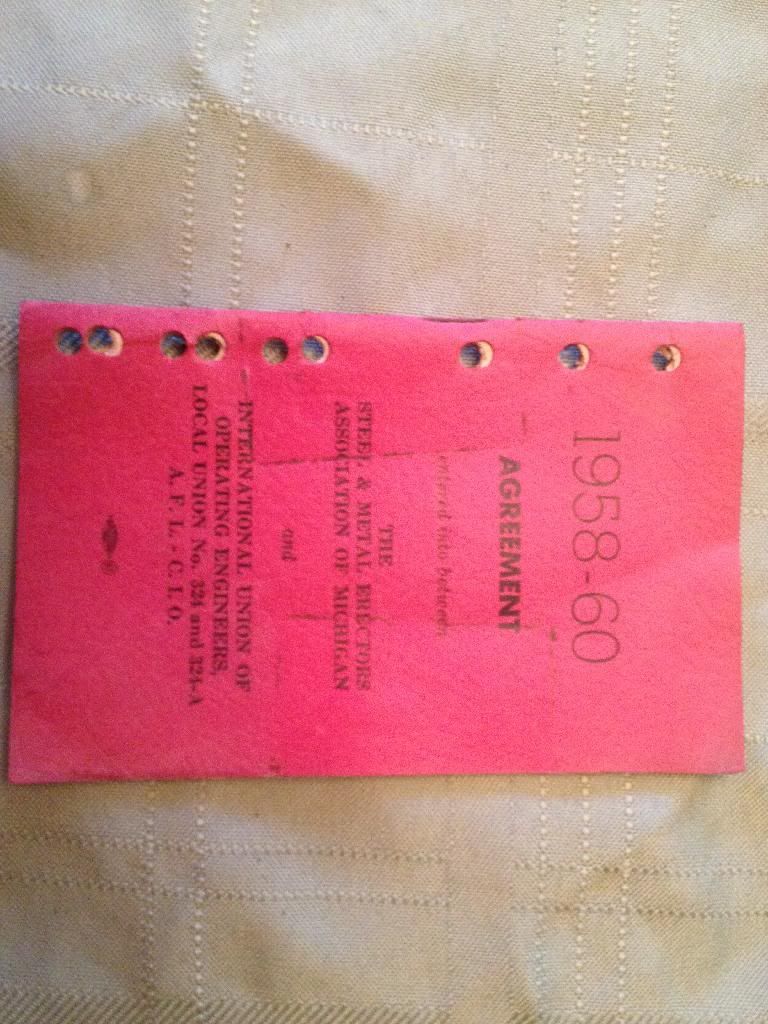 1958-60
AGREEMENT
entered into between
THE
STEEL & METAL ERECTORS
ASSOCIATION OF MICHIGAN
and
INTERNATIONAL UNION OF
OPERATING ENGINEERS,
LOCAL UNION No. 324 and 324-A
A. F. L. - C. I. O.